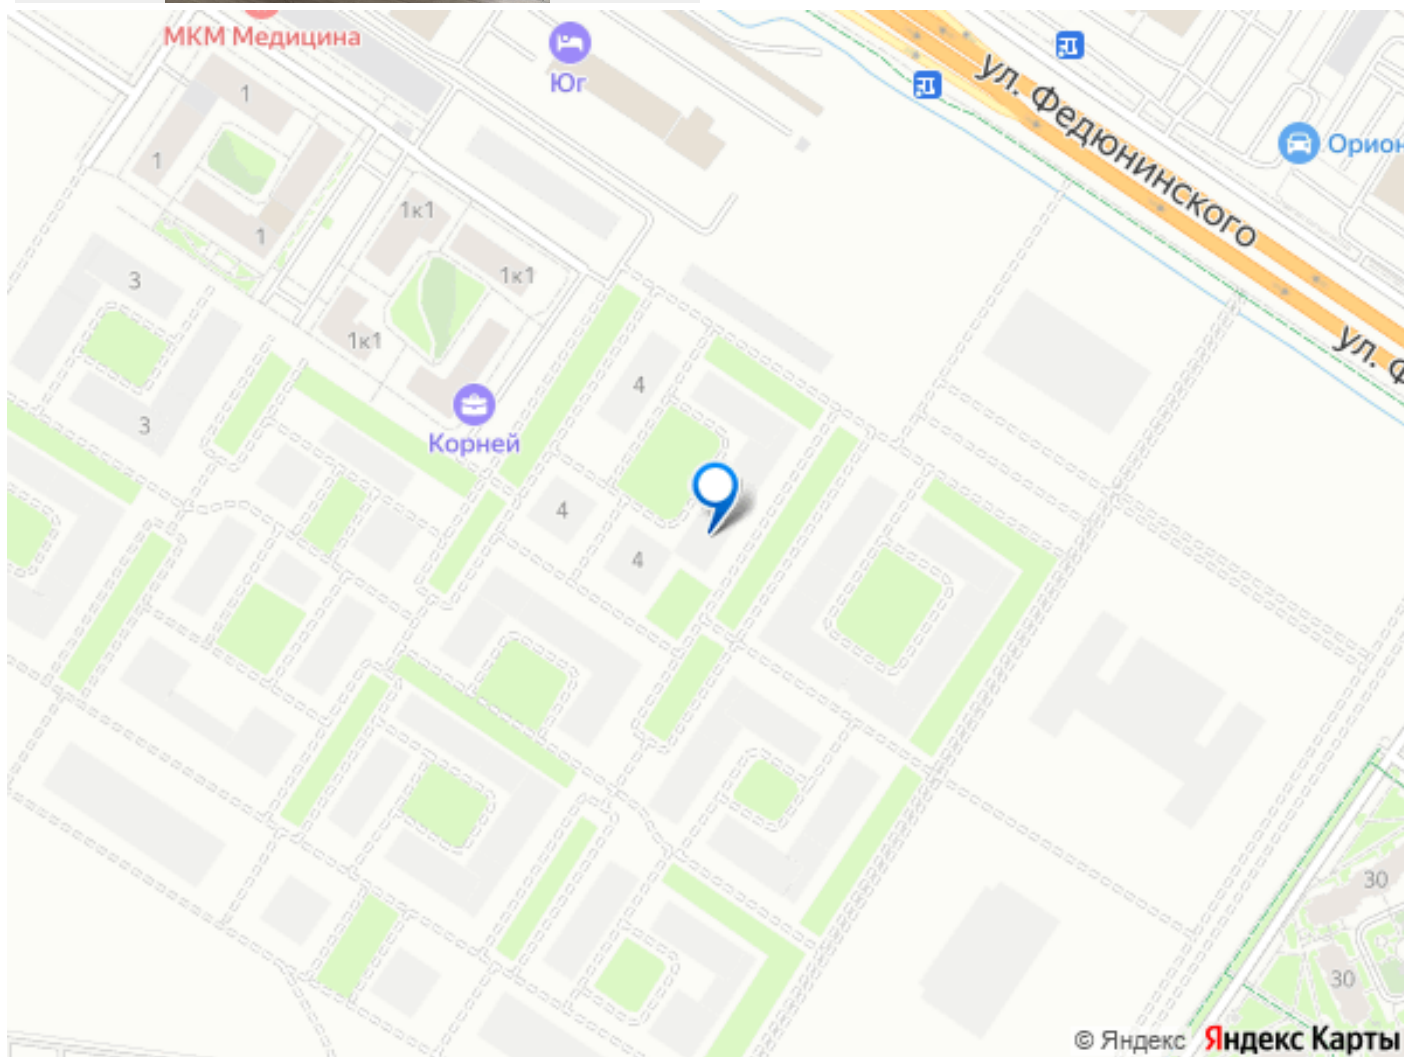 МКМ Медицина
Юг
ул. Федюнинского
Орион
1
1
1
1к1
1к1
1к1
3
3
ул. Ф
4
Корней
4
4
30
30
© Яндекс Яндекс Карты